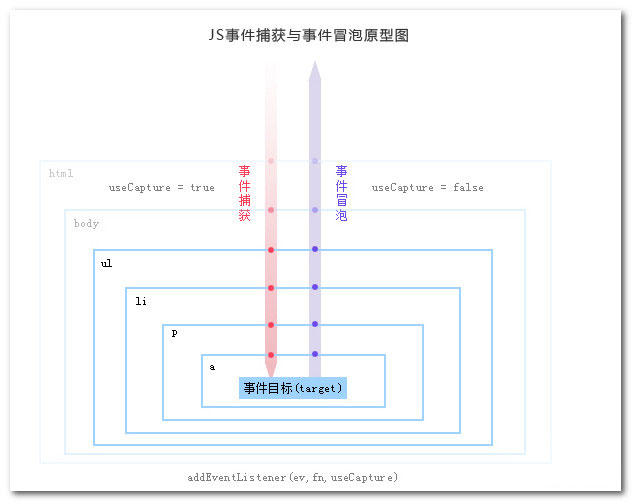 JS事件捕获与事件冒泡原型图
html
useCapture = true
事件捕获
事件冒泡
useCapture = false
body
ul
li
p
a
事件目标(target)
addEventListener(ev,fn,useCapture)